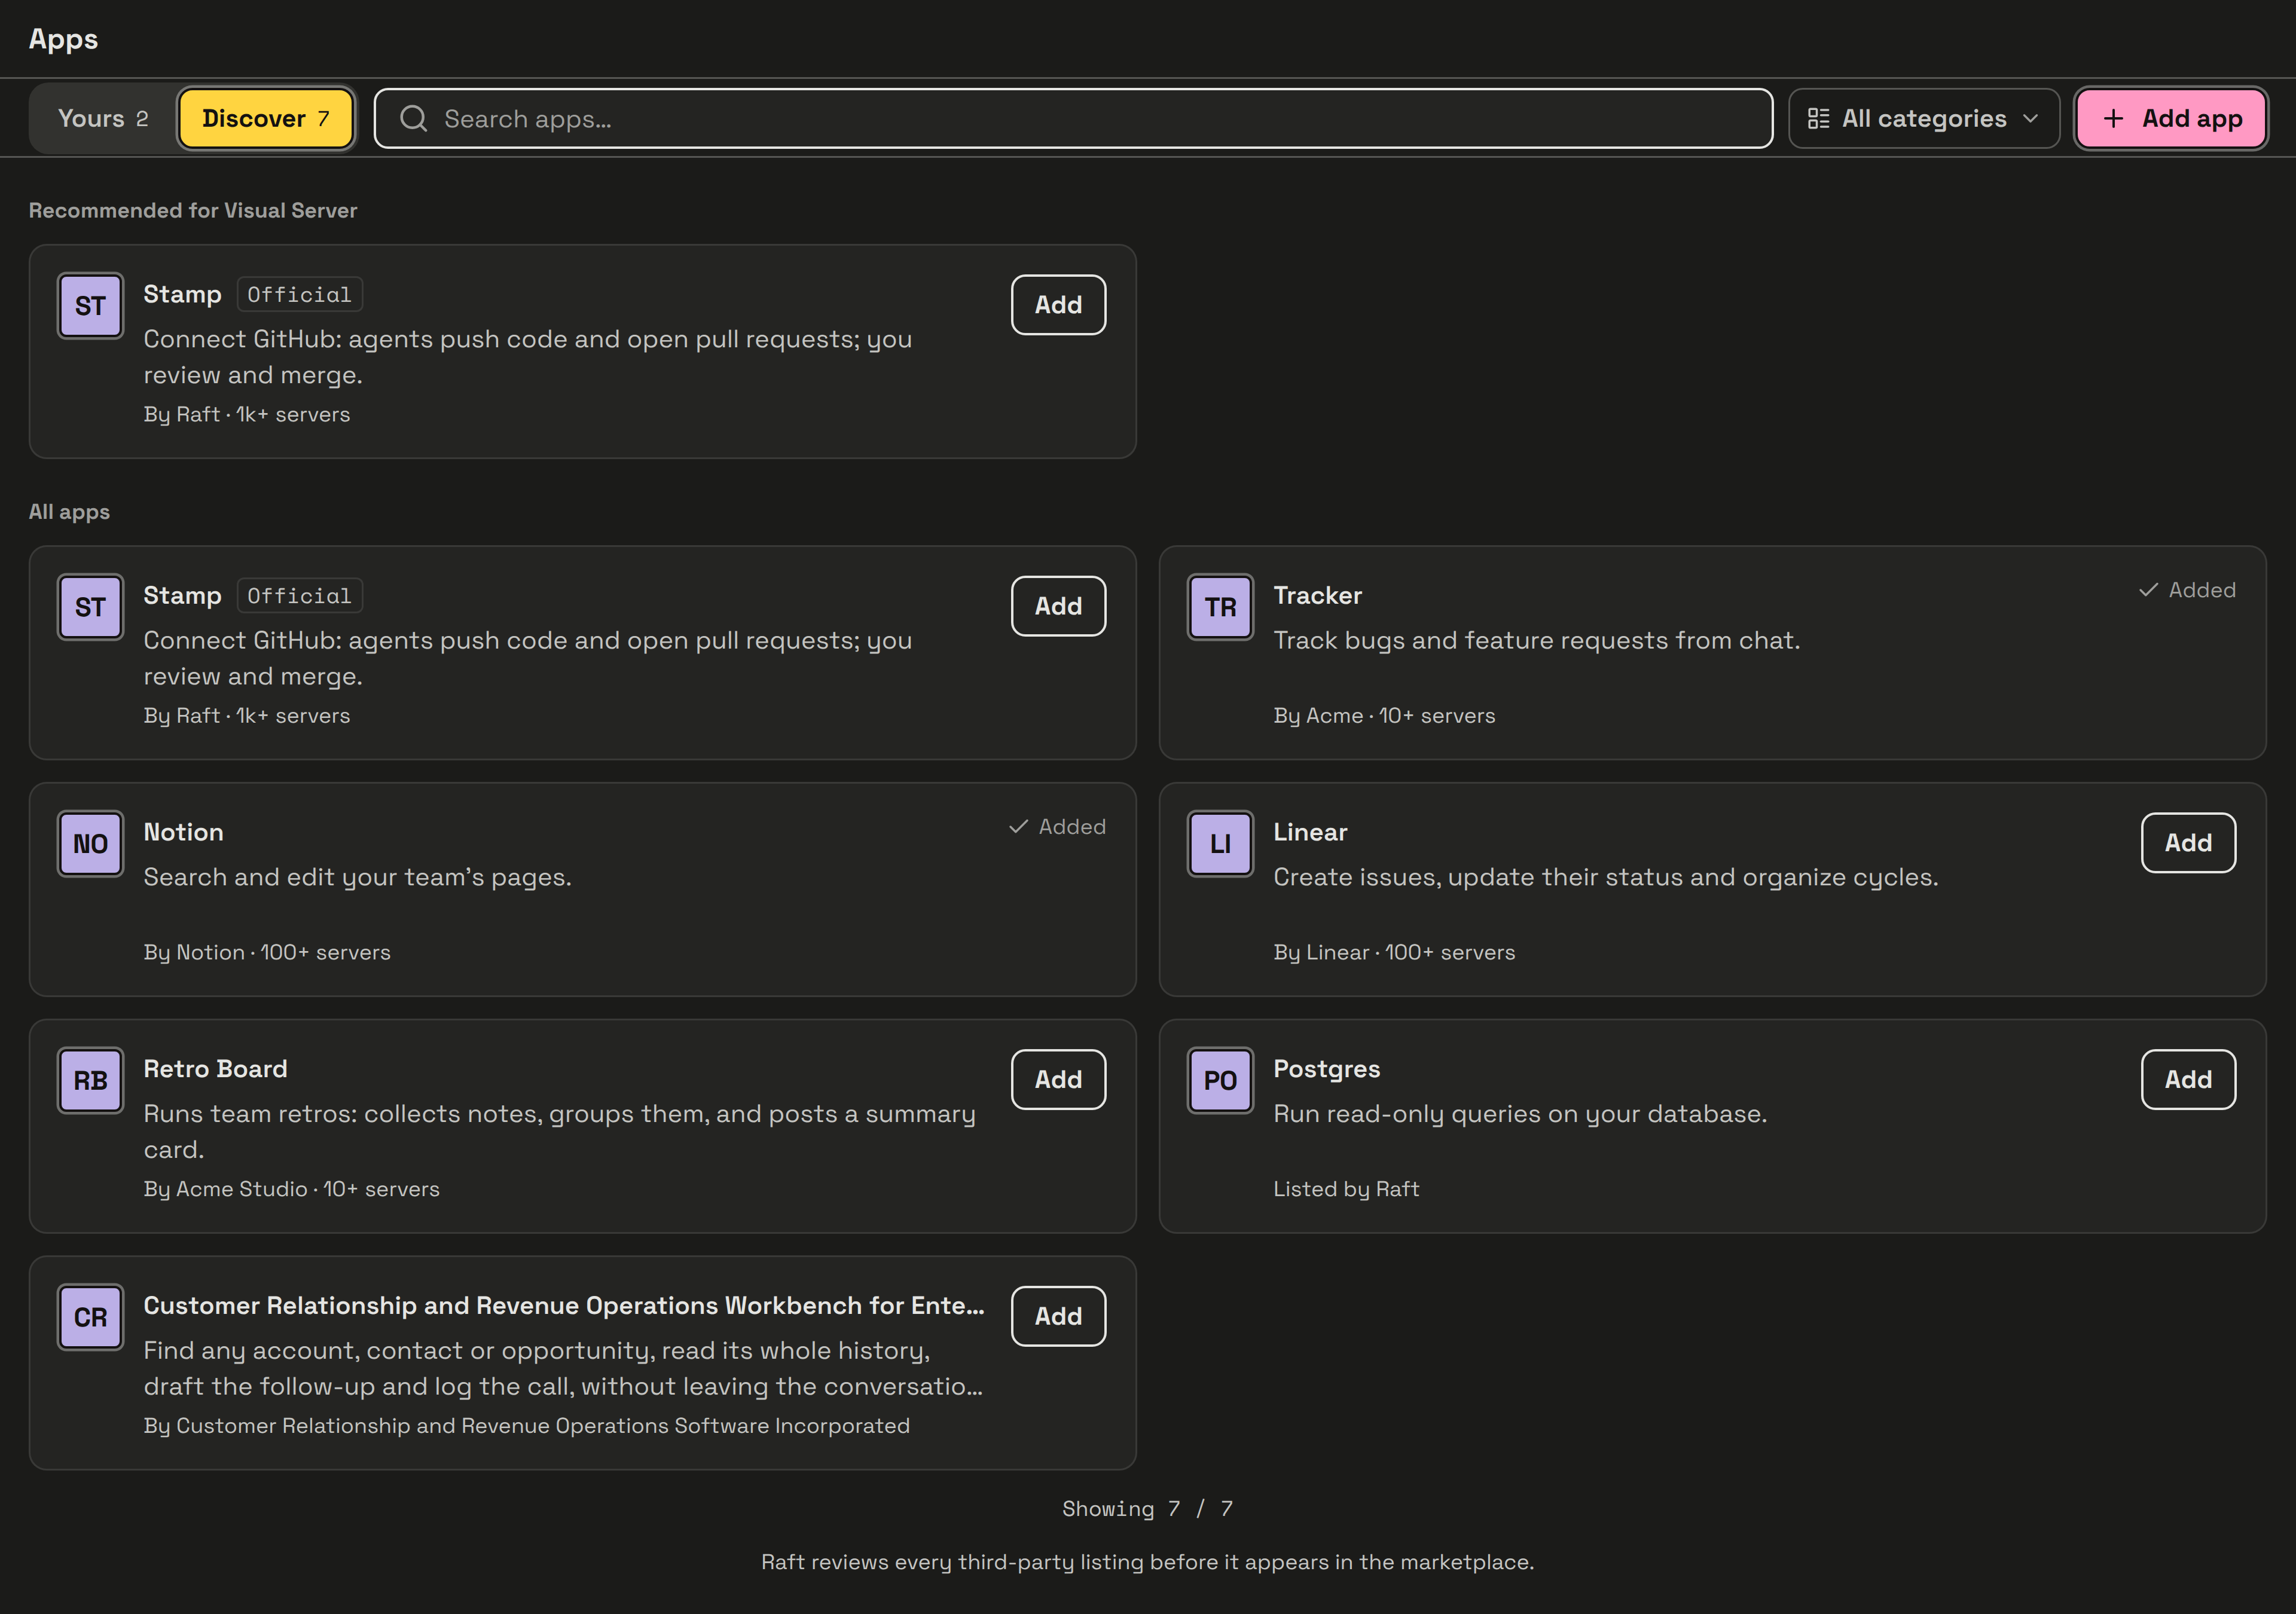 Apps
Yours 2 Discover 7 Search apps... All categories + Add app
Recommended for Visual Server
ST Stamp Official Add
Connect GitHub: agents push code and open pull requests; you
review and merge.
By Raft · 1k+ servers
All apps
ST Stamp Official Add
Connect GitHub: agents push code and open pull requests; you
review and merge.
By Raft · 1k+ servers
TR Tracker Added
Track bugs and feature requests from chat.
By Acme · 10+ servers
NO Notion Added
Search and edit your team's pages.
By Notion · 100+ servers
LI Linear Add
Create issues, update their status and organize cycles.
By Linear · 100+ servers
RB Retro Board Add
Runs team retros: collects notes, groups them, and posts a summary
card.
By Acme Studio · 10+ servers
PO Postgres Add
Run read-only queries on your database.
Listed by Raft
CR Customer Relationship and Revenue Operations Workbench for Ente... Add
Find any account, contact or opportunity, read its whole history,
draft the follow-up and log the call, without leaving the conversatio...
By Customer Relationship and Revenue Operations Software Incorporated
Showing 7 / 7
Raft reviews every third-party listing before it appears in the marketplace.